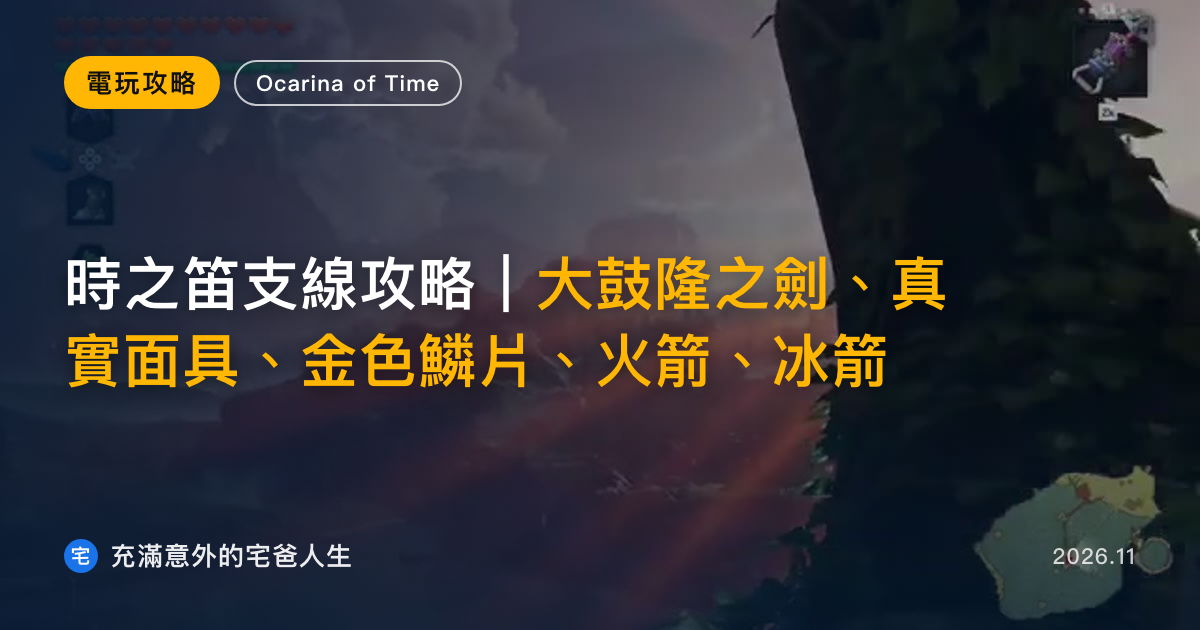 電玩攻略
Ocarina of Time
時之笛支線攻略｜大鼓隆之劍、真
實面具、金色鱗片、火箭、冰箭
宅 充滿意外的宅爸人生
2026.11